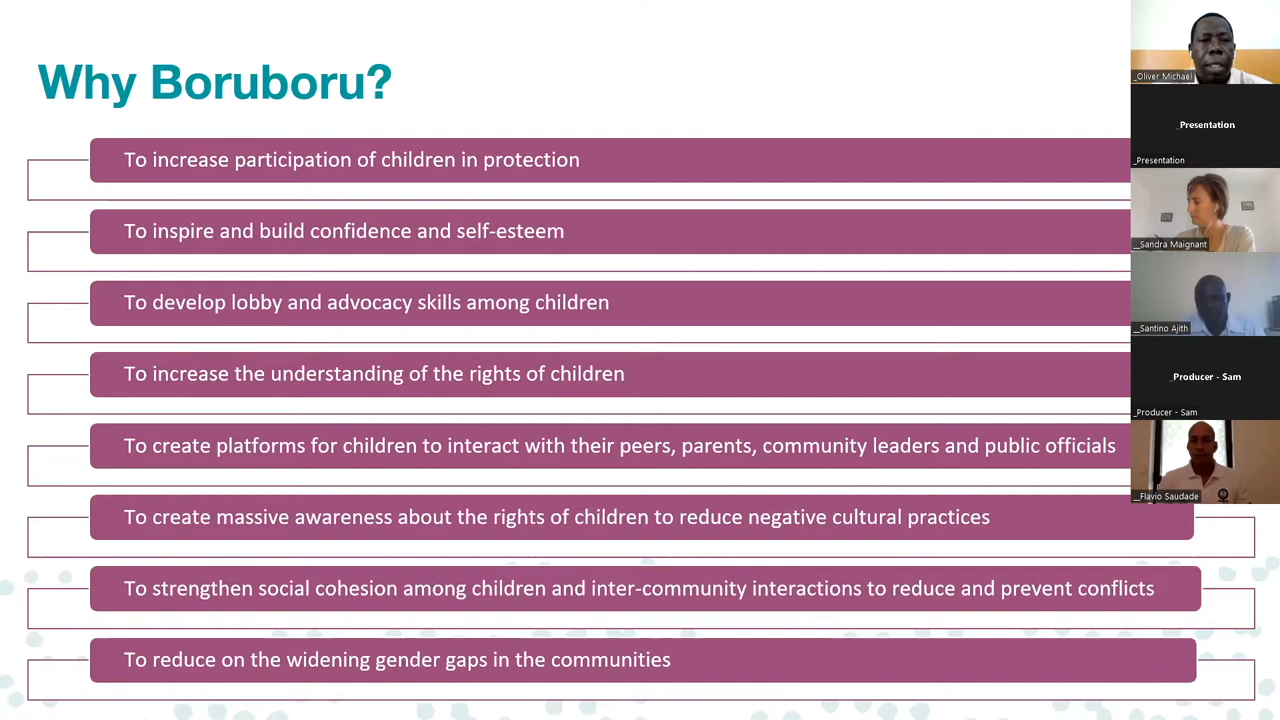 Why Boruboru?
To increase participation of children in protection
To inspire and build confidence and self-esteem
To develop lobby and advocacy skills among children
To increase the understanding of the rights of children
To create platforms for children to interact with their peers, parents, community leaders and public officials
To create massive awareness about the rights of children to reduce negative cultural practices
To strengthen social cohesion among children and inter-community interactions to reduce and prevent conflicts
To reduce on the widening gender gaps in the communities
_Oliver Michael
_Presentation
_Presentation
__Sandra Maignant
__Santino Ajith
_Producer - Sam
_Producer - Sam
__Flavio Saudade